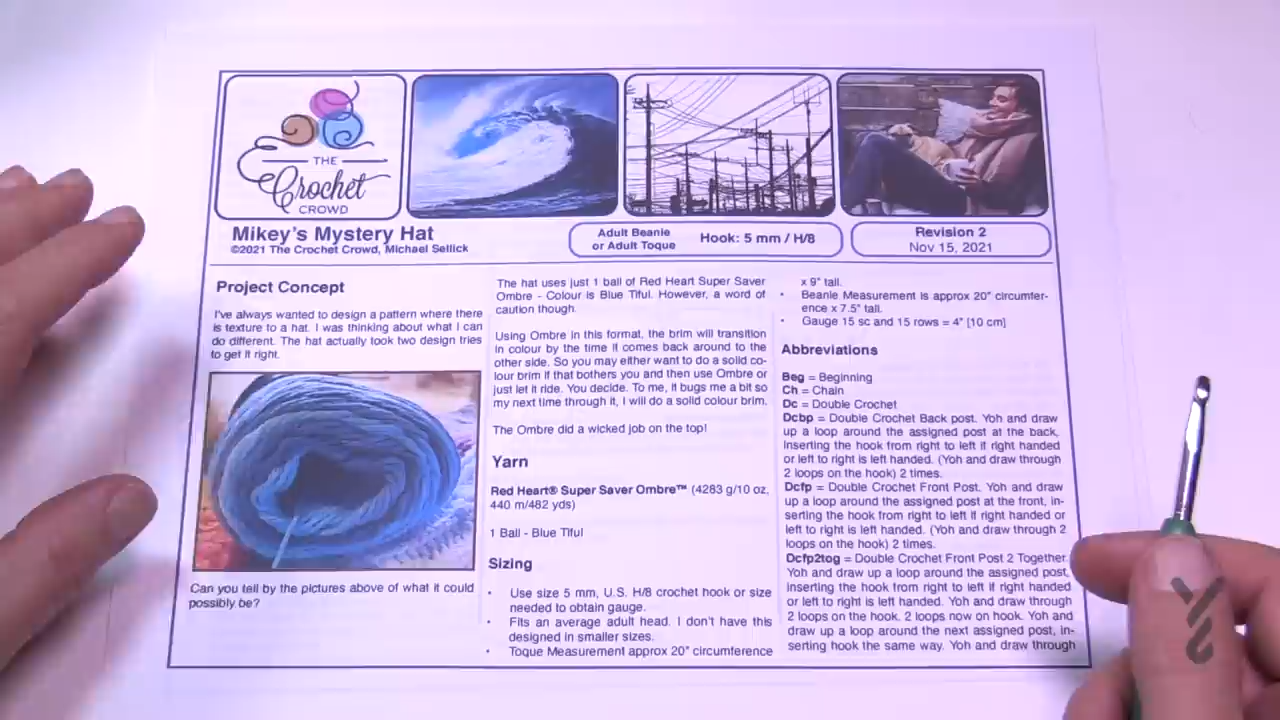 THE
Crochet
CROWD
Mikey's Mystery Hat
©2021 The Crochet Crowd, Michael Sellick
Adult Beanie
or Adult Toque
Hook: 5 mm / H/8
Revision 2
Nov 15, 2021
Project Concept
I've always wanted to design a pattern where there
is texture to a hat. I was thinking about what I can
do different. The hat actually took two design tries
to get it right.
Can you tell by the pictures above of what it could
possibly be?
The hat uses just 1 ball of Red Heart Super Saver
Ombre - Colour is Blue Tiful. However, a word of
caution though.
Using Ombre in this format, the brim will transition
in colour by the time it comes back around to the
other side. So you may either want to do a solid co-
lour brim if that bothers you and then use Ombre or
just let it ride. You decide. To me, it bugs me a bit so
my next time through it, I will do a solid colour brim.
The Ombre did a wicked job on the top!
Yarn
Red Heart® Super Saver Ombre™ (4283 g/10 oz,
440 m/482 yds)
1 Ball - Blue Tiful
Sizing
• Use size 5 mm, U.S. H/8 crochet hook or size
needed to obtain gauge.
• Fits an average adult head. I don't have this
designed in smaller sizes.
• Toque Measurement approx 20" circumference
x 9" tall.
• Beanie Measurement is approx 20" circumfer-
ence x 7.5" tall.
• Gauge 15 sc and 15 rows = 4" [10 cm]
Abbreviations
Beg = Beginning
Ch = Chain
Dc = Double Crochet
Dcbp = Double Crochet Back post. Yoh and draw
up a loop around the assigned post at the back,
inserting the hook from right to left if right handed
or left to right is left handed. (Yoh and draw through
2 loops on the hook) 2 times.
Dcfp = Double Crochet Front Post. Yoh and draw
up a loop around the assigned post at the front, in-
serting the hook from right to left if right handed or
left to right is left handed. (Yoh and draw through 2
loops on the hook) 2 times.
Dcfp2tog = Double Crochet Front Post 2 Together.
Yoh and draw up a loop around the assigned post,
inserting the hook from right to left if right handed
or left to right is left handed. Yoh and draw through
2 loops on the hook. 2 loops now on hook. Yoh and
draw up a loop around the next assigned post, in-
serting hook the same way. Yoh and draw through